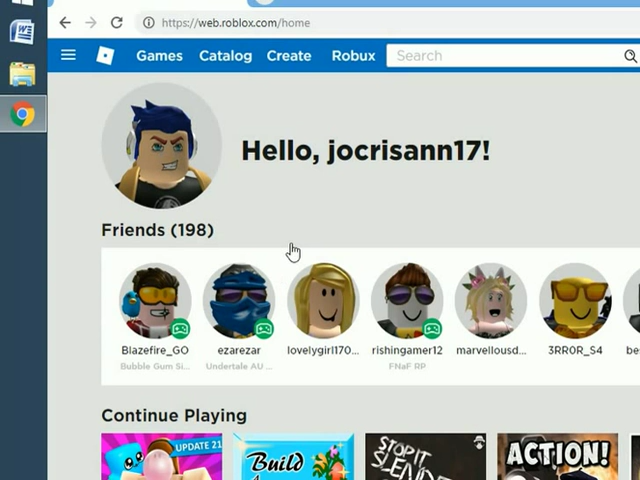 https://web.roblox.com/home
Games Catalog Create Robux Search
Hello, jocrisann17!
Friends (198)
Blazefire_GO ezarezar lovelygirl170... rishingamer12 marvellousd... 3RR0R_S4
Bubble Gum Si... Undertale AU ... FNaF RP
Continue Playing
UPDATE 21
Build
STOP IT
SLENDE
ACTION!